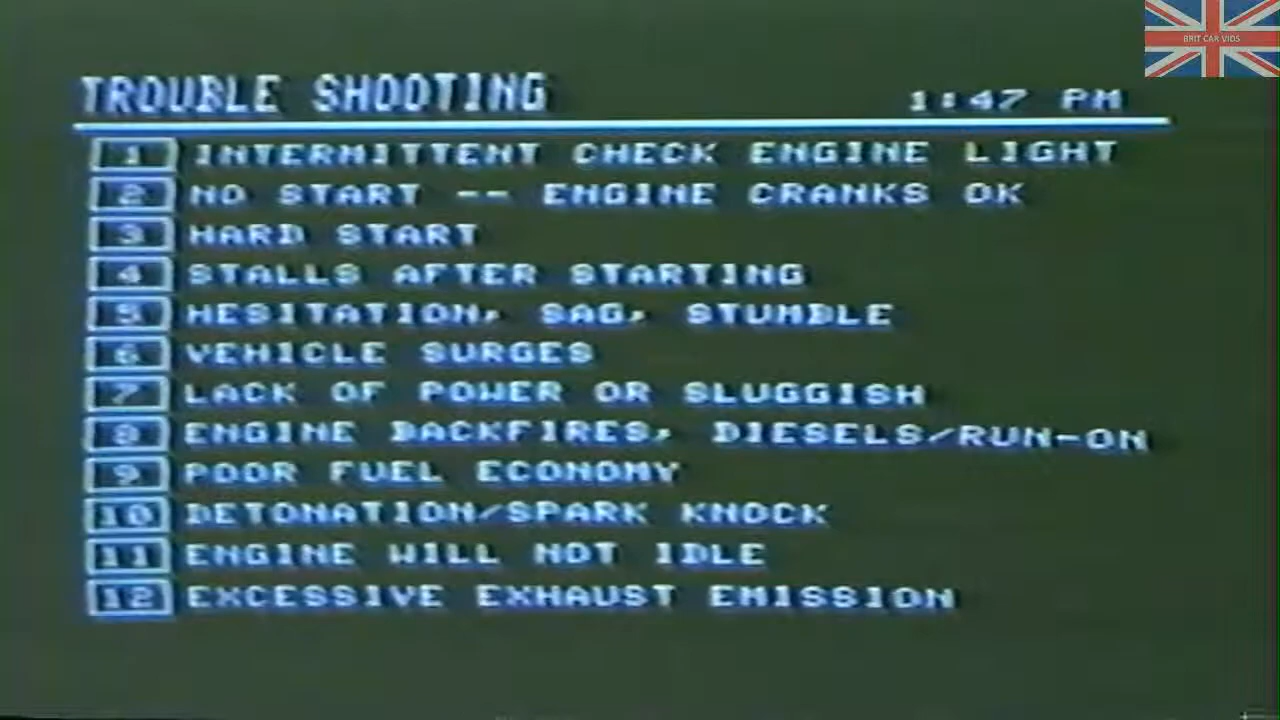 BRIT CAR VIDS
TROUBLE SHOOTING 1:47 PM
1 INTERMITTENT CHECK ENGINE LIGHT
2 NO START -- ENGINE CRANKS OK
3 HARD START
4 STALLS AFTER STARTING
5 HESITATION, SAG, STUMBLE
6 VEHICLE SURGES
7 LACK OF POWER OR SLUGGISH
8 ENGINE BACKFIRES, DIESELS/RUN-ON
9 POOR FUEL ECONOMY
10 DETONATION/SPARK KNOCK
11 ENGINE WILL NOT IDLE
12 EXCESSIVE EXHAUST EMISSION